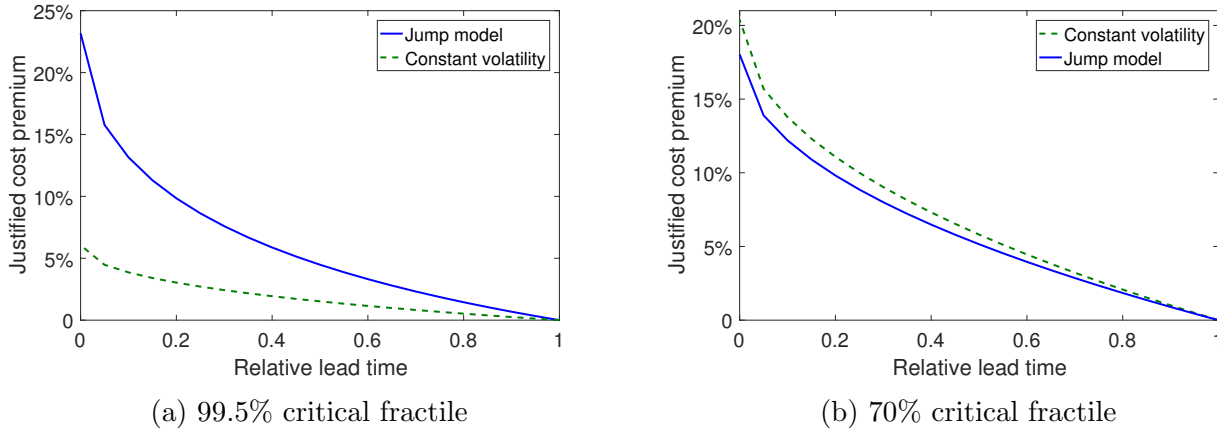 25%
20%
15%
10%
5%
0
Justified cost premium
Jump model
Constant volatility
0
0.2
0.4
0.6
0.8
1
Relative lead time
(a) 99.5% critical fractile
20%
15%
10%
5%
0
Justified cost premium
Constant volatility
Jump model
0
0.2
0.4
0.6
0.8
1
Relative lead time
(b) 70% critical fractile